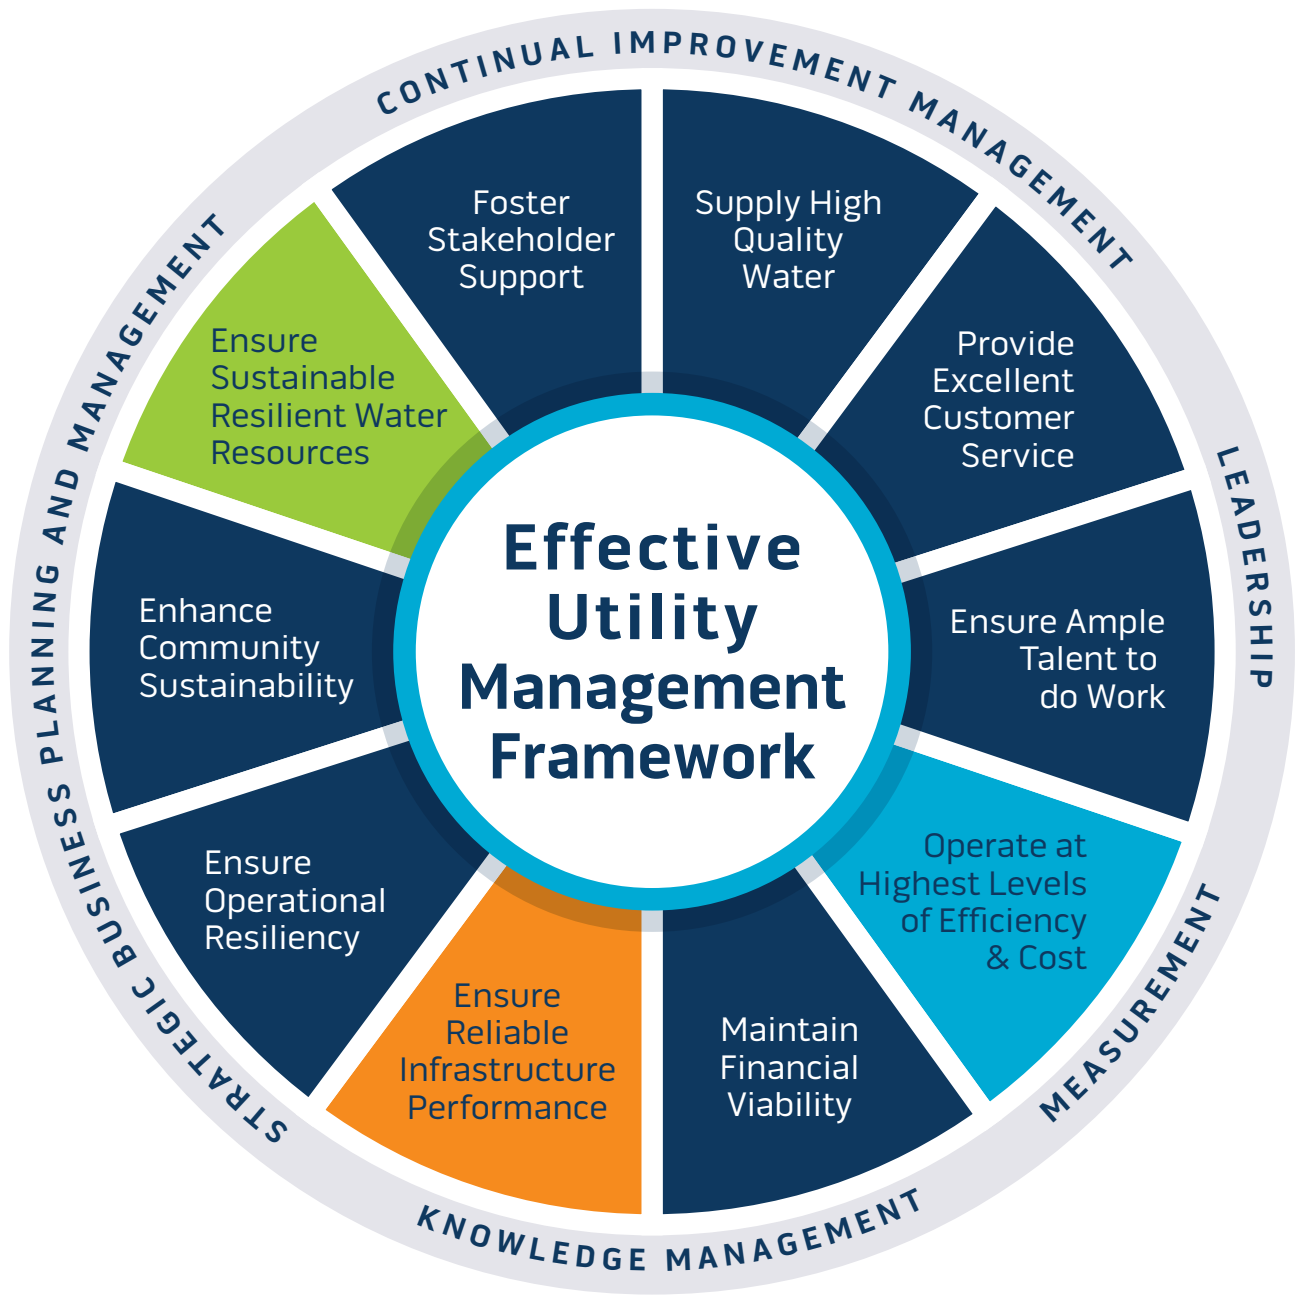 CONTINUAL IMPROVEMENT MANAGEMENT
LEADERSHIP
MEASUREMENT
KNOWLEDGE MANAGEMENT
STRATEGIC BUSINESS PLANNING AND MANAGEMENT
Supply High
Quality
Water
Provide
Excellent
Customer
Service
Ensure Ample
Talent to
do Work
Operate at
Highest Levels
of Efficiency
& Cost
Maintain
Financial
Viability
Ensure
Reliable
Infrastructure
Performance
Ensure
Operational
Resiliency
Enhance
Community
Sustainability
Ensure
Sustainable
Resilient Water
Resources
Foster
Stakeholder
Support
Effective
Utility
Management
Framework